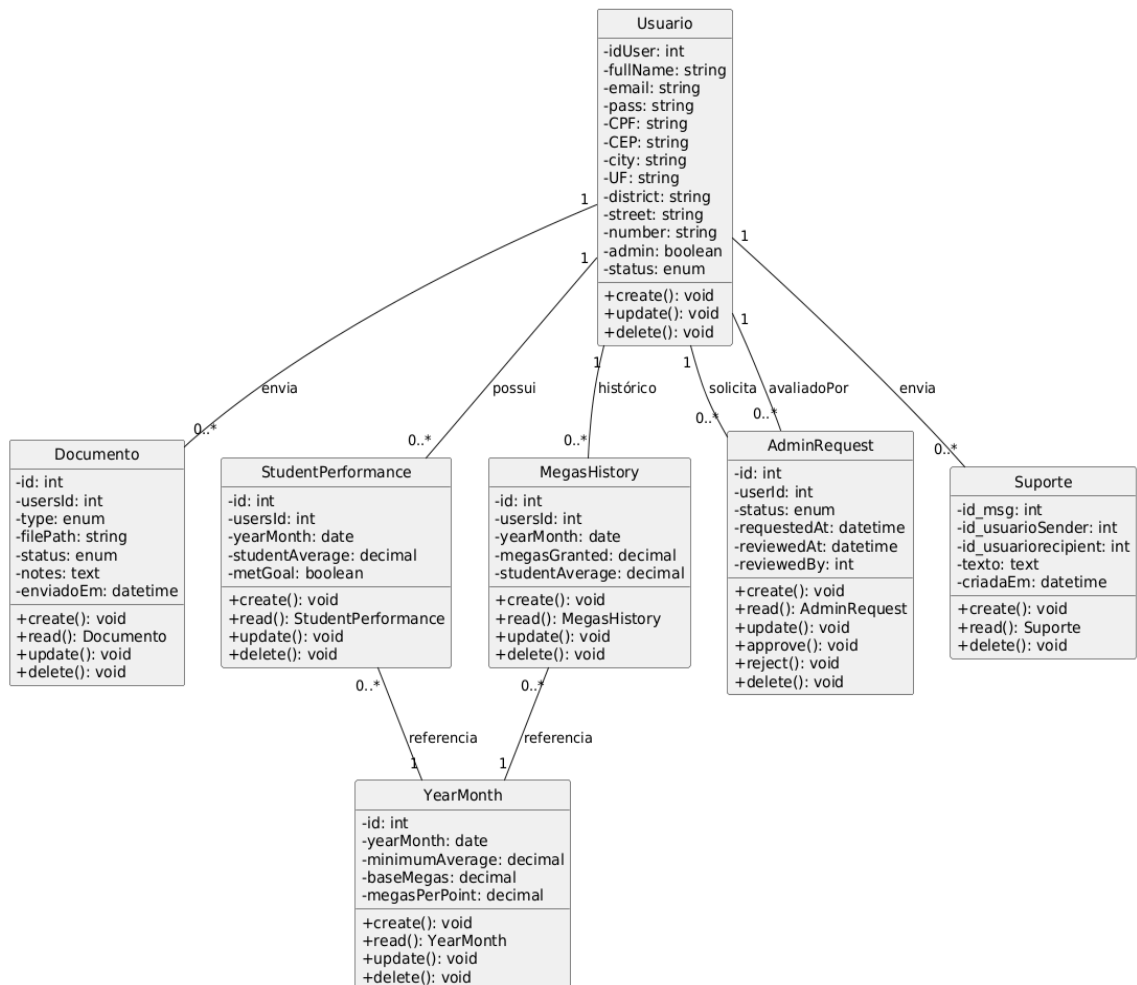 Usuario
-idUser: int
-fullName: string
-email: string
-pass: string
-CPF: string
-CEP: string
-city: string
-UF: string
-district: string
-street: string
-number: string
-admin: boolean
-status: enum
+create(): void
+update(): void
+delete(): void
1
1
1
1
1
1
envia
possui
histórico
solicita
avaliadoPor
envia
0..*
0..*
0..*
0..*
0..*
0..*
Documento
-id: int
-usersId: int
-type: enum
-filePath: string
-status: enum
-notes: text
-enviadoEm: datetime
+create(): void
+read(): Documento
+update(): void
+delete(): void
StudentPerformance
-id: int
-usersId: int
-yearMonth: date
-studentAverage: decimal
-metGoal: boolean
+create(): void
+read(): StudentPerformance
+update(): void
+delete(): void
MegasHistory
-id: int
-usersId: int
-yearMonth: date
-megasGranted: decimal
-studentAverage: decimal
+create(): void
+read(): MegasHistory
+update(): void
+delete(): void
AdminRequest
-id: int
-userId: int
-status: enum
-requestedAt: datetime
-reviewedAt: datetime
-reviewedBy: int
+create(): void
+read(): AdminRequest
+update(): void
+approve(): void
+reject(): void
+delete(): void
Suporte
-id_msg: int
-id_usuarioSender: int
-id_usuariorecipient: int
-texto: text
-criadaEm: datetime
+create(): void
+read(): Suporte
+delete(): void
0..*
0..*
referencia
referencia
1
1
YearMonth
-id: int
-yearMonth: date
-minimumAverage: decimal
-baseMegas: decimal
-megasPerPoint: decimal
+create(): void
+read(): YearMonth
+update(): void
+delete(): void